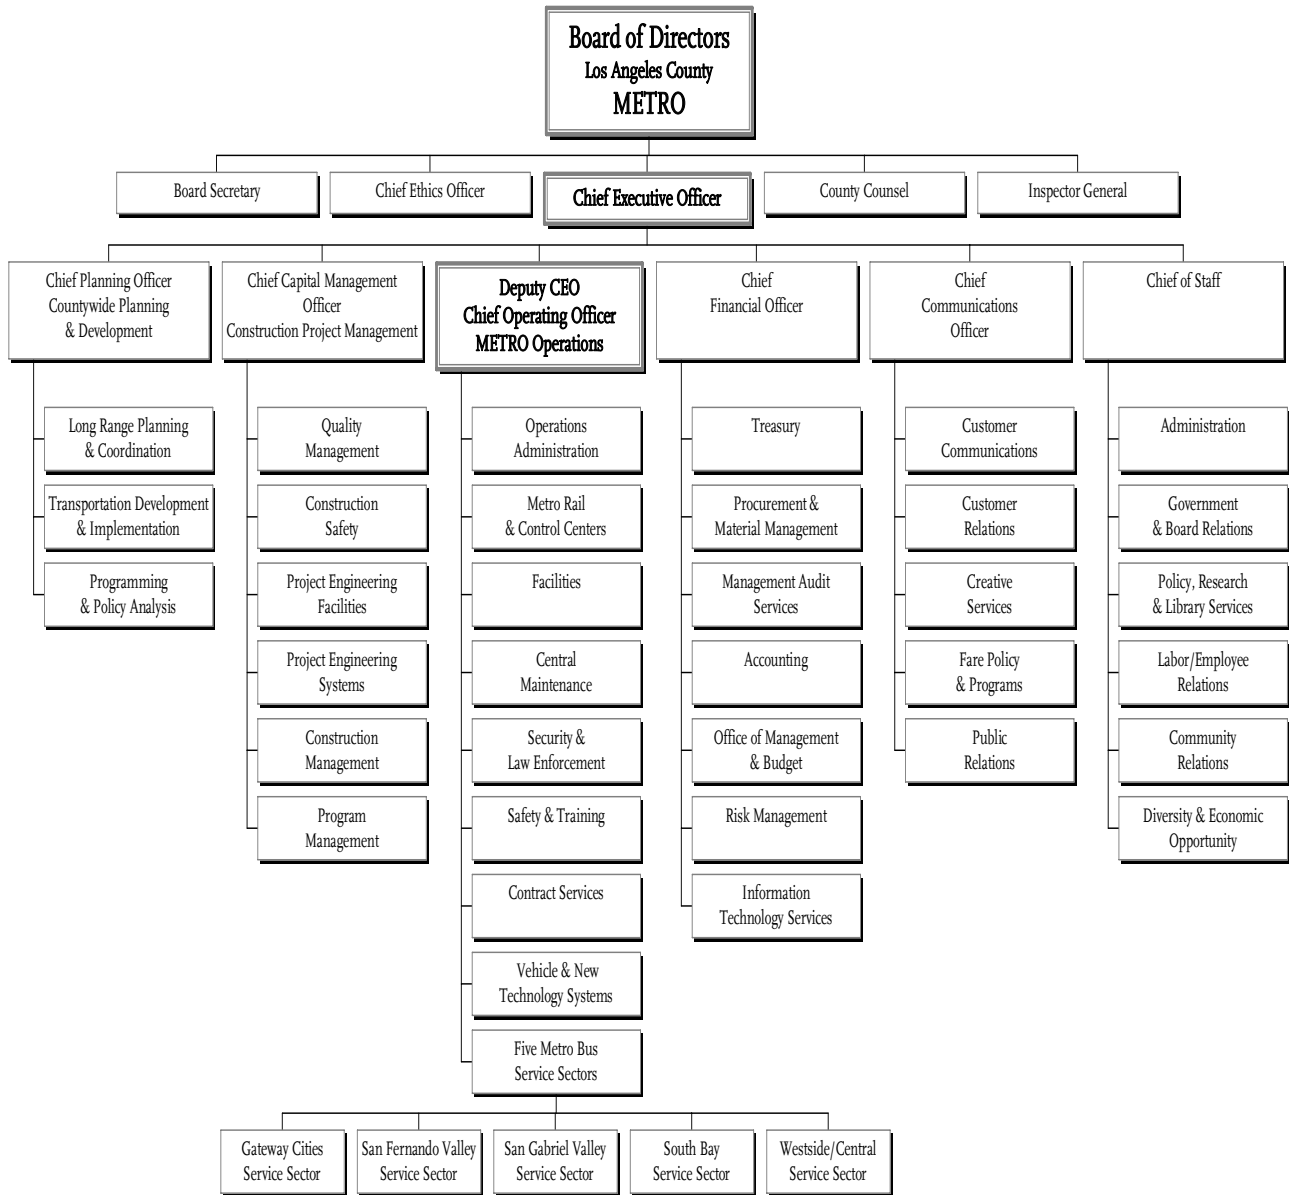 Board of Directors
Los Angeles County
METRO
Board Secretary
Chief Ethics Officer
Chief Executive Officer
County Counsel
Inspector General
Chief Planning Officer
Countywide Planning
& Development
Chief Capital Management
Officer
Construction Project Management
Deputy CEO
Chief Operating Officer
METRO Operations
Chief
Financial Officer
Chief
Communications
Officer
Chief of Staff
Long Range Planning
& Coordination
Transportation Development
& Implementation
Programming
& Policy Analysis
Quality
Management
Construction
Safety
Project Engineering
Facilities
Project Engineering
Systems
Construction
Management
Program
Management
Operations
Administration
Metro Rail
& Control Centers
Facilities
Central
Maintenance
Security &
Law Enforcement
Safety & Training
Contract Services
Vehicle & New
Technology Systems
Five Metro Bus
Service Sectors
Treasury
Procurement &
Material Management
Management Audit
Services
Accounting
Office of Management
& Budget
Risk Management
Information
Technology Services
Customer
Communications
Customer
Relations
Creative
Services
Fare Policy
& Programs
Public
Relations
Administration
Government
& Board Relations
Policy, Research
& Library Services
Labor/Employee
Relations
Community
Relations
Diversity & Economic
Opportunity
Gateway Cities
Service Sector
San Fernando Valley
Service Sector
San Gabriel Valley
Service Sector
South Bay
Service Sector
Westside/Central
Service Sector